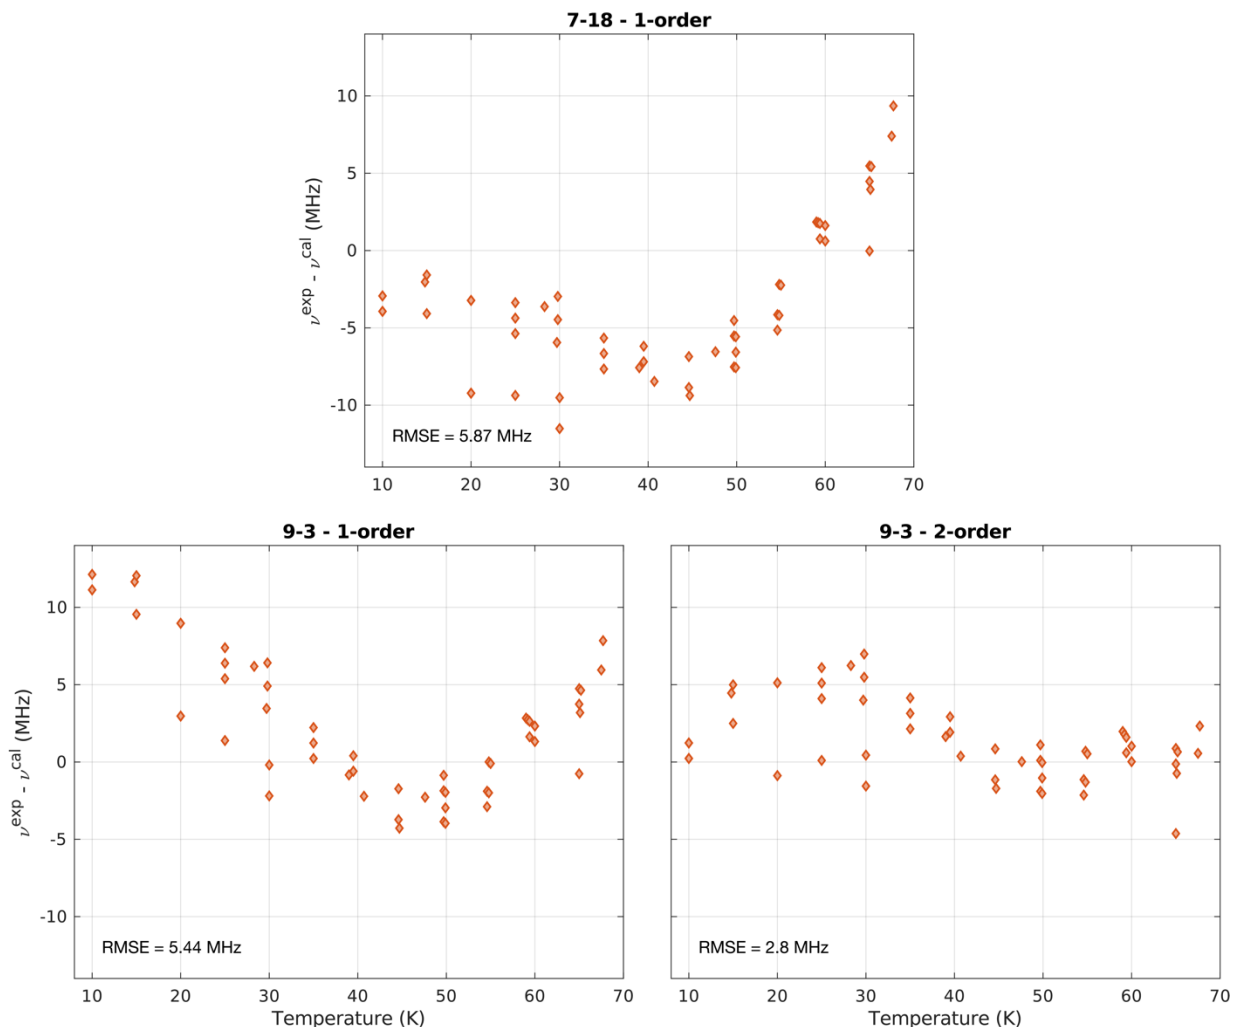 7-18 - 1-order
10
5
0
-5
-10
ν^exp - ν^cal (MHz)
RMSE = 5.87 MHz
10 20 30 40 50 60 70
9-3 - 1-order
10
5
0
-5
-10
ν^exp - ν^cal (MHz)
RMSE = 5.44 MHz
10 20 30 40 50 60 70
Temperature (K)
9-3 - 2-order
RMSE = 2.8 MHz
10 20 30 40 50 60 70
Temperature (K)